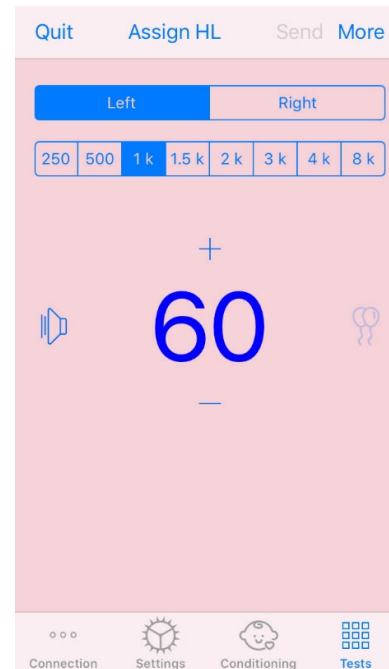 Quit Assign HL Send More
Left Right
250 500 1 k 1.5 k 2 k 3 k 4 k 8 k
+
60
—
Connection Settings Conditioning Tests